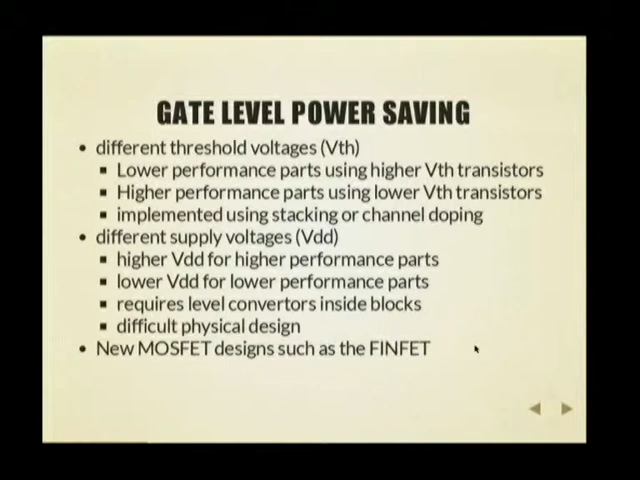 GATE LEVEL POWER SAVING
• different threshold voltages (Vth)
▪ Lower performance parts using higher Vth transistors
▪ Higher performance parts using lower Vth transistors
▪ implemented using stacking or channel doping
• different supply voltages (Vdd)
▪ higher Vdd for higher performance parts
▪ lower Vdd for lower performance parts
▪ requires level convertors inside blocks
▪ difficult physical design
• New MOSFET designs such as the FINFET